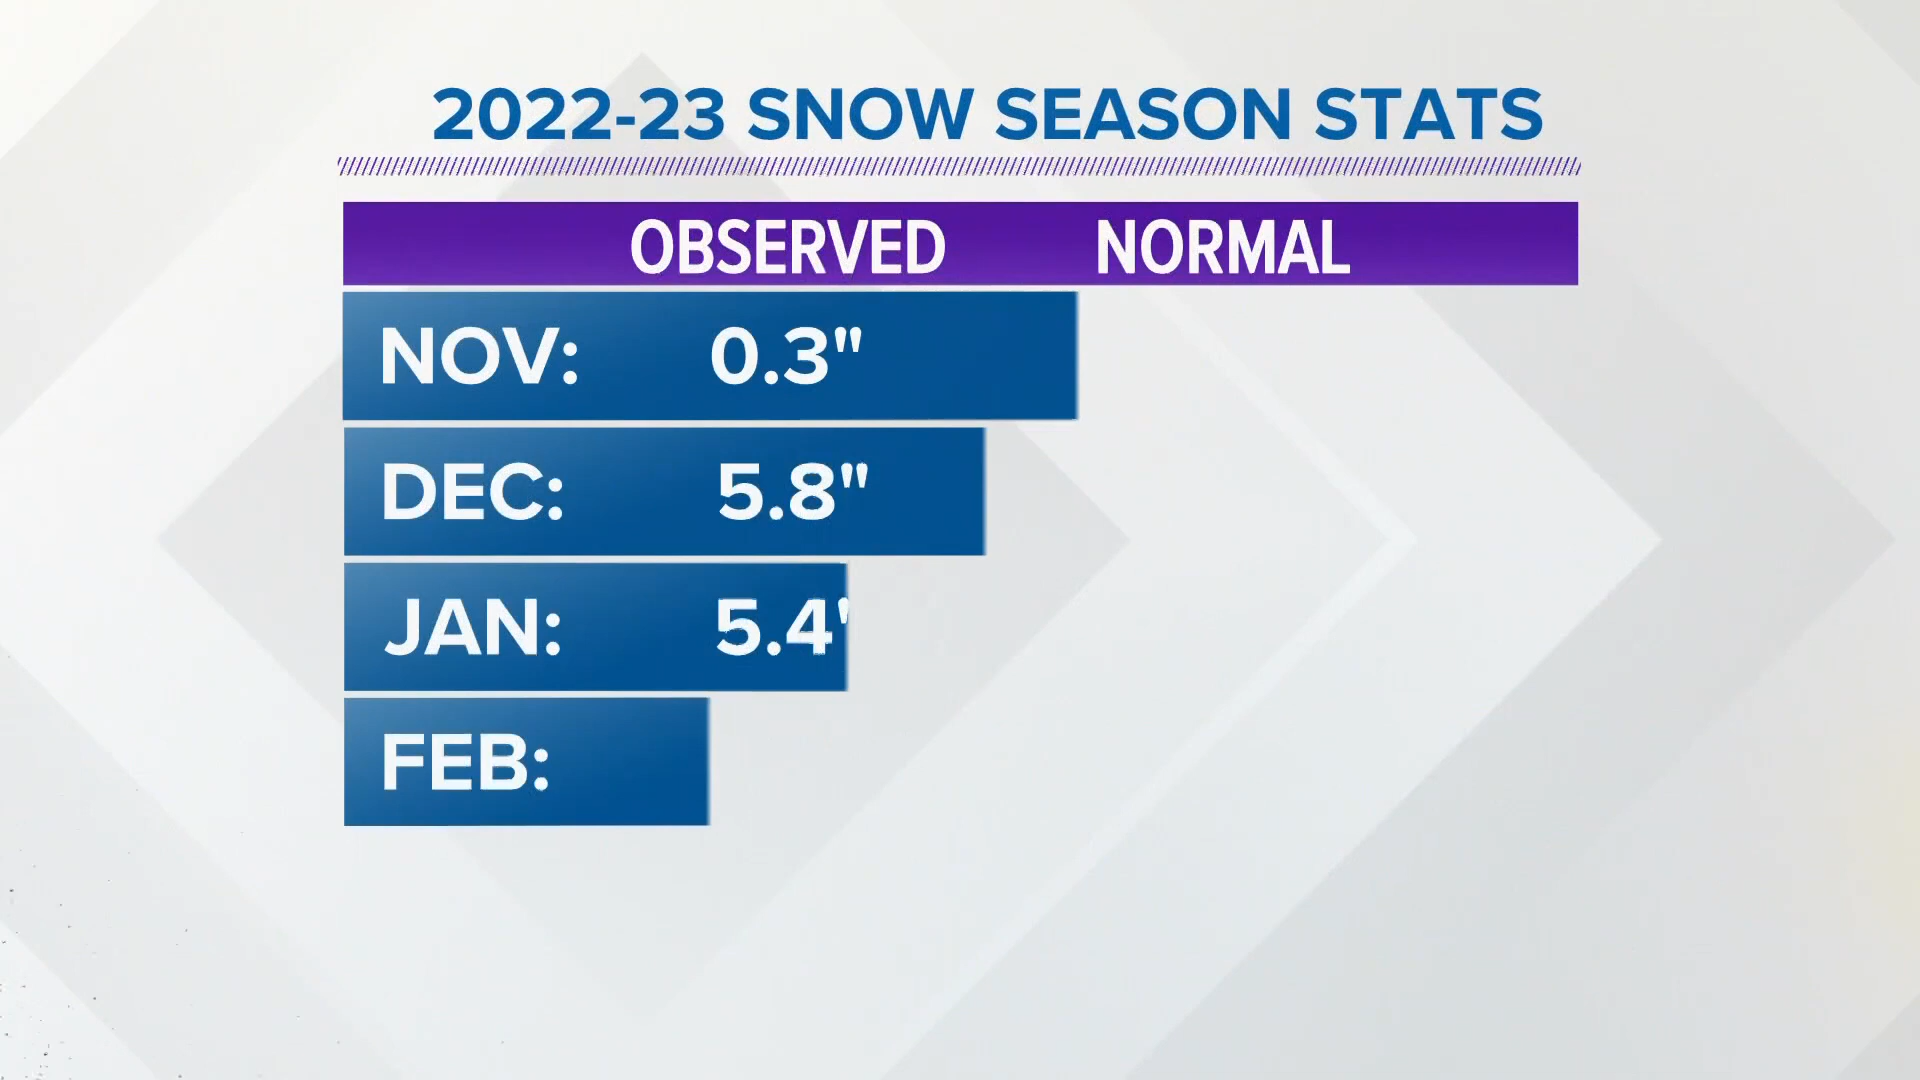 2022-23 SNOW SEASON STATS
OBSERVED NORMAL
NOV: 0.3"
DEC: 5.8"
JAN: 5.4'
FEB: